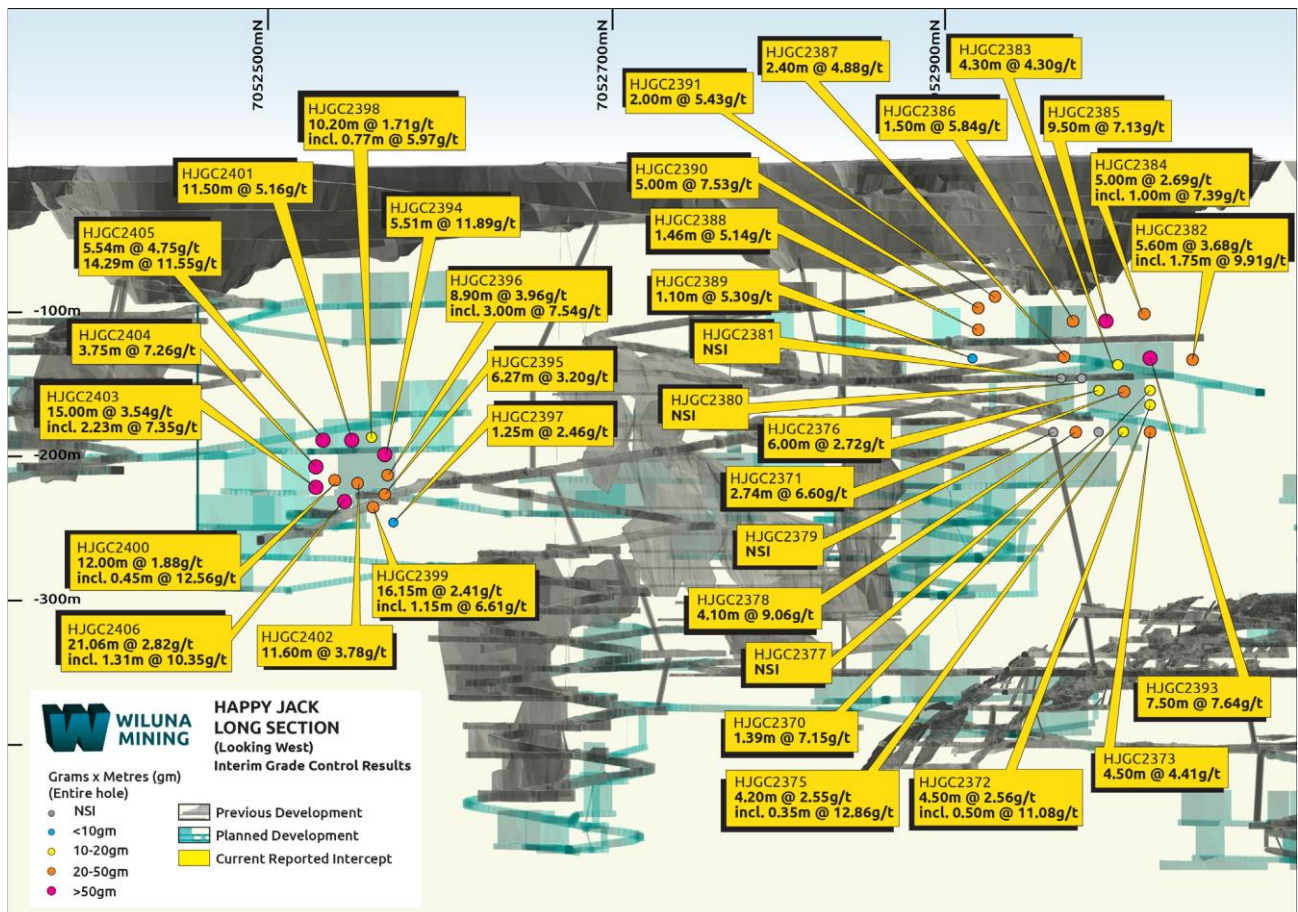 7052500mN
7052700mN
7052900mN
HJGC2398
10.20m @ 1.71g/t
incl. 0.77m @ 5.97g/t
HJGC2401
11.50m @ 5.16g/t
HJGC2394
5.51m @ 11.89g/t
HJGC2405
5.54m @ 4.75g/t
14.29m @ 11.55g/t
HJGC2396
8.90m @ 3.96g/t
incl. 3.00m @ 7.54g/t
HJGC2404
3.75m @ 7.26g/t
HJGC2395
6.27m @ 3.20g/t
HJGC2403
15.00m @ 3.54g/t
incl. 2.23m @ 7.35g/t
HJGC2397
1.25m @ 2.46g/t
HJGC2400
12.00m @ 1.88g/t
incl. 0.45m @ 12.56g/t
HJGC2399
16.15m @ 2.41g/t
incl. 1.15m @ 6.61g/t
HJGC2406
21.06m @ 2.82g/t
incl. 1.31m @ 10.35g/t
HJGC2402
11.60m @ 3.78g/t
HJGC2387
2.40m @ 4.88g/t
HJGC2383
4.30m @ 4.30g/t
HJGC2391
2.00m @ 5.43g/t
HJGC2386
1.50m @ 5.84g/t
HJGC2385
9.50m @ 7.13g/t
HJGC2390
5.00m @ 7.53g/t
HJGC2384
5.00m @ 2.69g/t
incl. 1.00m @ 7.39g/t
HJGC2388
1.46m @ 5.14g/t
HJGC2382
5.60m @ 3.68g/t
incl. 1.75m @ 9.91g/t
HJGC2389
1.10m @ 5.30g/t
HJGC2381
NSI
HJGC2380
NSI
HJGC2376
6.00m @ 2.72g/t
HJGC2371
2.74m @ 6.60g/t
HJGC2379
NSI
HJGC2378
4.10m @ 9.06g/t
HJGC2377
NSI
HJGC2393
7.50m @ 7.64g/t
HJGC2370
1.39m @ 7.15g/t
HJGC2373
4.50m @ 4.41g/t
HJGC2375
4.20m @ 2.55g/t
incl. 0.35m @ 12.86g/t
HJGC2372
4.50m @ 2.56g/t
incl. 0.50m @ 11.08g/t
-100m
-200m
-300m
WILUNA
MINING
HAPPY JACK
LONG SECTION
(Looking West)
Interim Grade Control Results
Grams x Metres (gm)
(Entire hole)
NSI
<10gm
10-20gm
20-50gm
>50gm
Previous Development
Planned Development
Current Reported Intercept